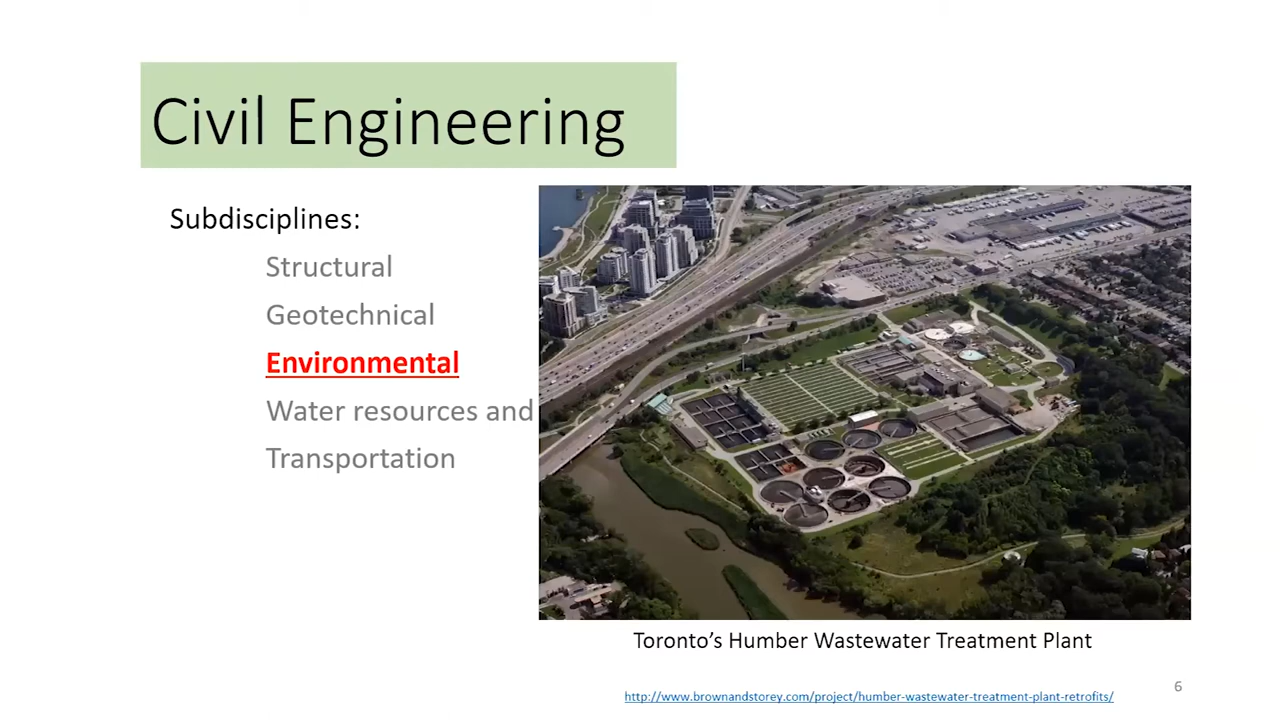 Civil Engineering
Subdisciplines:
Structural
Geotechnical
Environmental
Water resources and
Transportation
Toronto's Humber Wastewater Treatment Plant
http://www.brownandstorey.com/project/humber-wastewater-treatment-plant-retrofits/
6